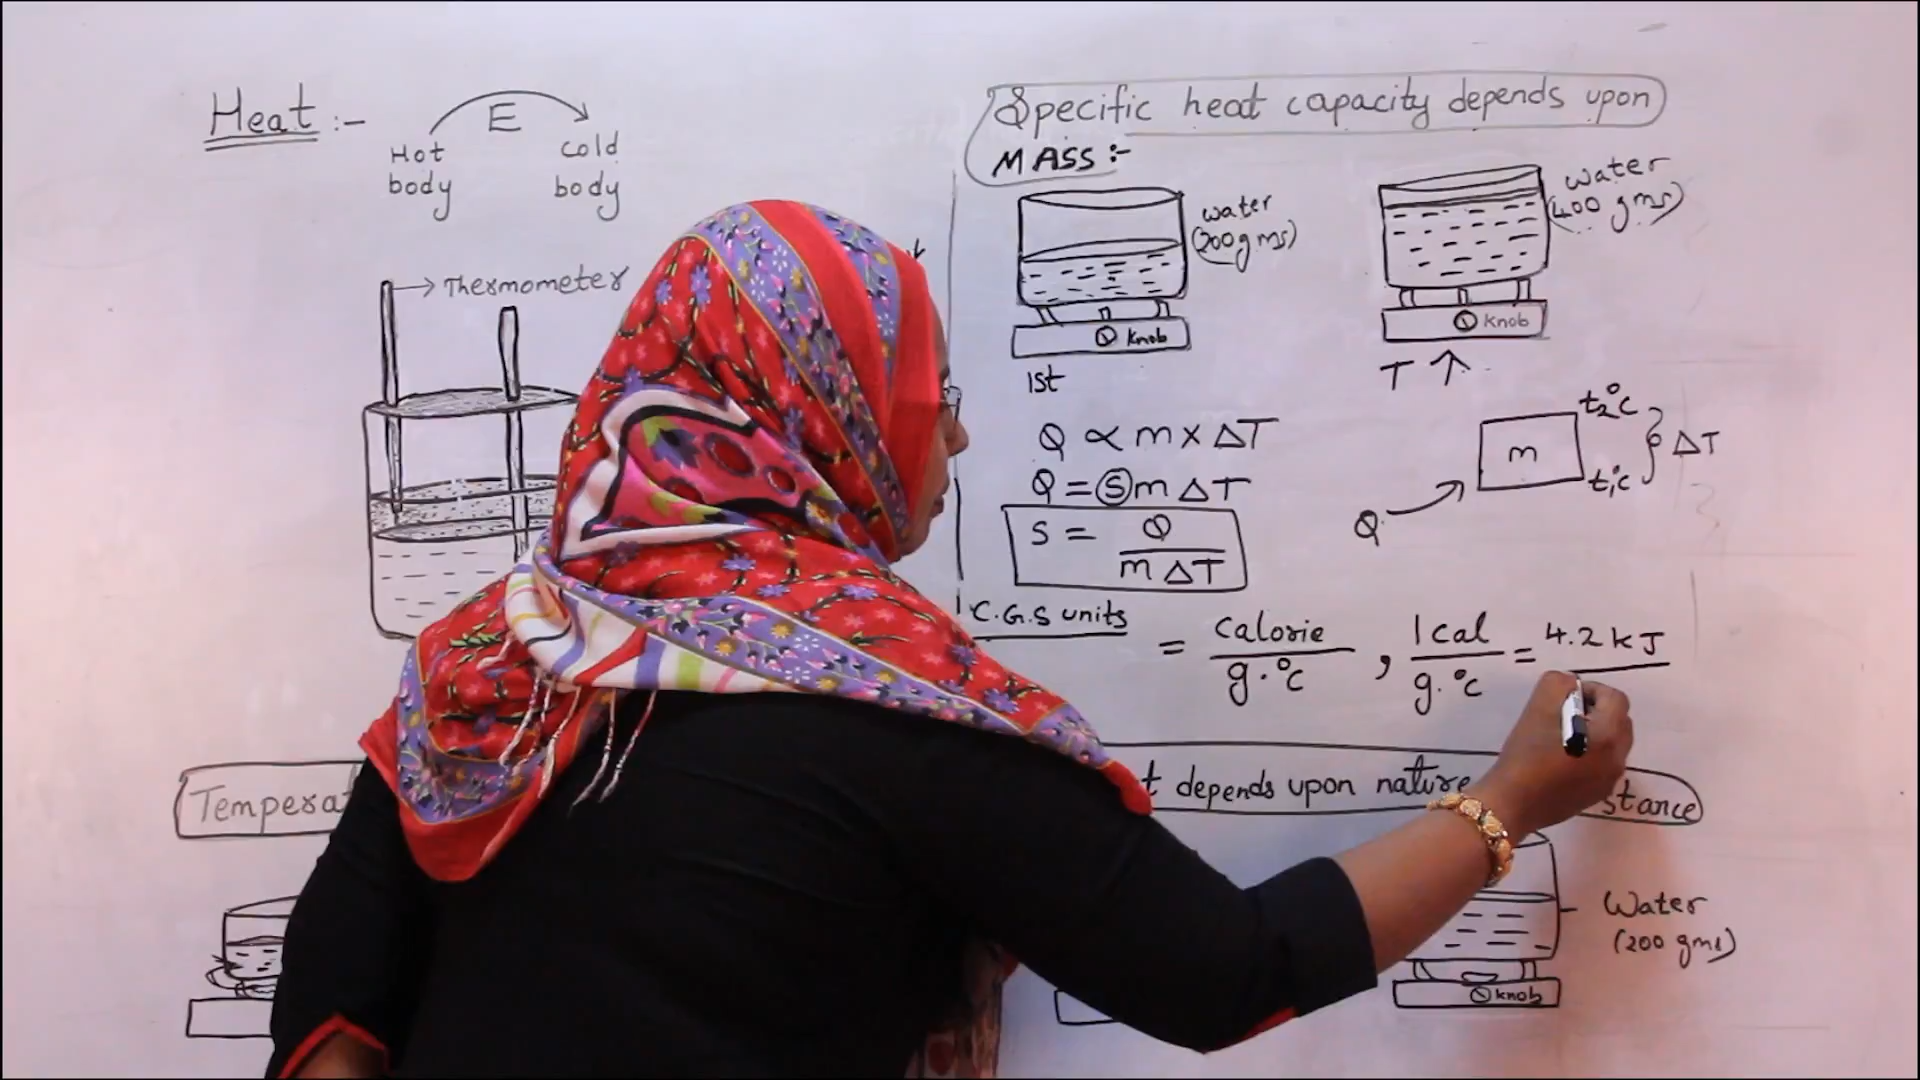 Heat :-
E
Hot
body
cold
body
Thermometer
Specific heat capacity depends upon
MASS :-
water
(200 gms)
knob
1st
water
(400 gms)
knob
T ↑
Q ∝ m × ΔT
Q = S m ΔT
S = Q / m ΔT
t₂°c
m
ΔT
t₁°c
Q
C.G.S units
= calorie / g.°c , 1 cal / g.°c = 4.2 kJ
depends upon nature
Water
(200 gms)
knob